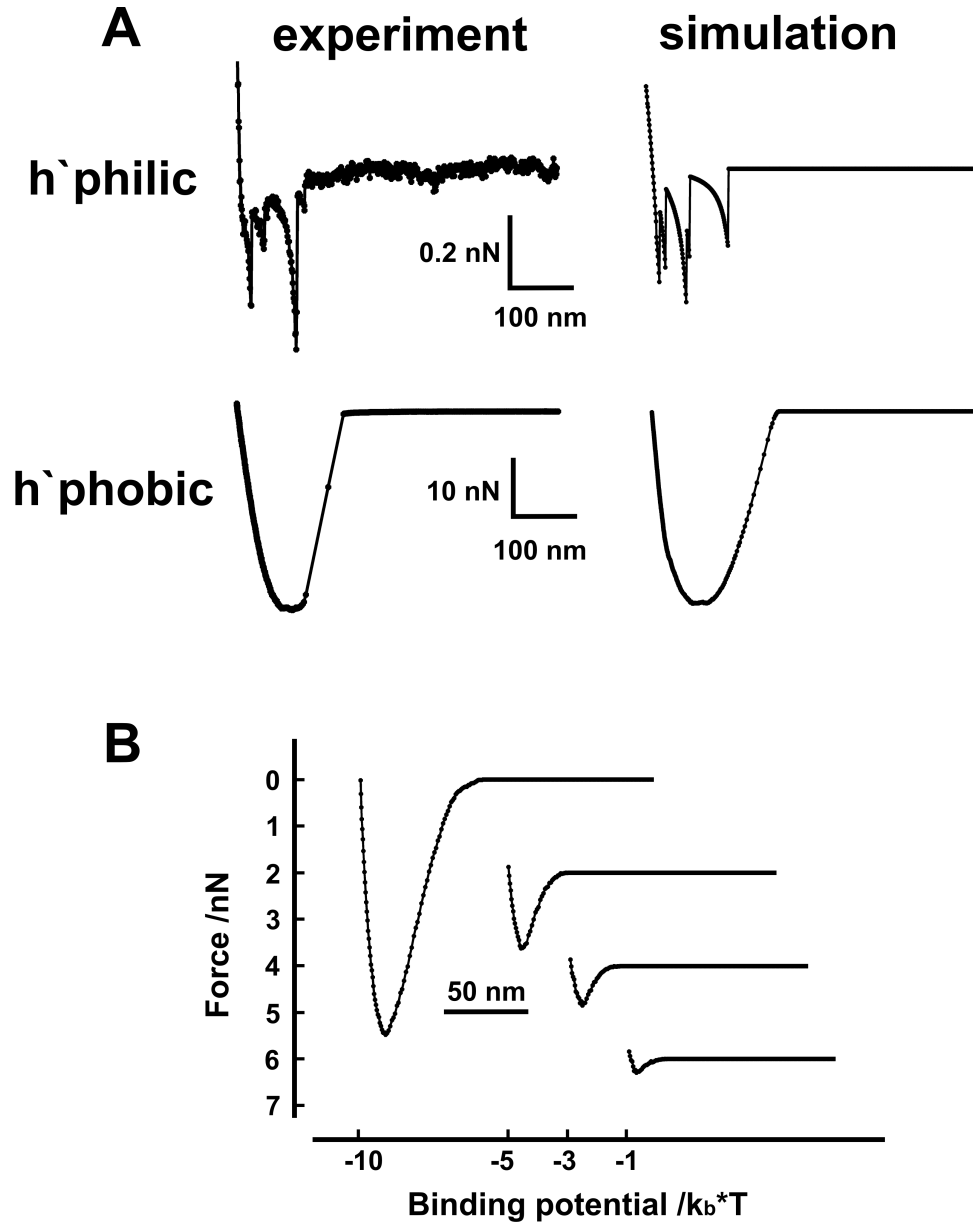 A
experiment
simulation
h`philic
0.2 nN
100 nm
h`phobic
10 nN
100 nm
B
Force /nN
0
1
2
3
4
5
6
7
50 nm
-10
-5
-3
-1
Binding potential /kb*T